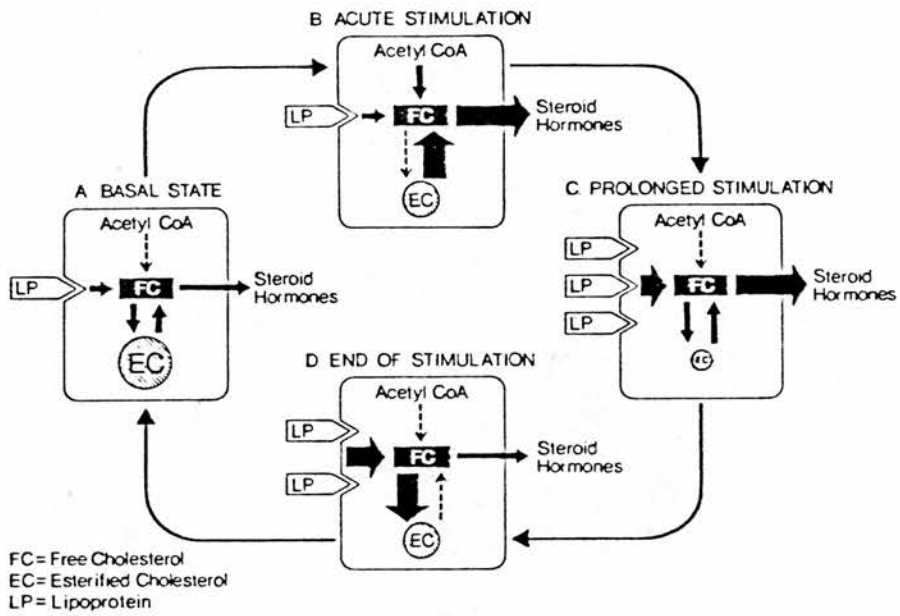 B ACUTE STIMULATION
Acetyl CoA
LP
FC
Steroid
Hormones
EC
A. BASAL STATE
Acetyl CoA
LP
FC
Steroid
Hormones
EC
C. PROLONGED STIMULATION
Acetyl CoA
LP
LP
FC
Steroid
Hormones
LP
EC
D END OF STIMULATION
Acetyl CoA
LP
FC
Steroid
Hormones
LP
EC
FC = Free Cholesterol
EC = Esterified Cholesterol
LP = Lipoprotein